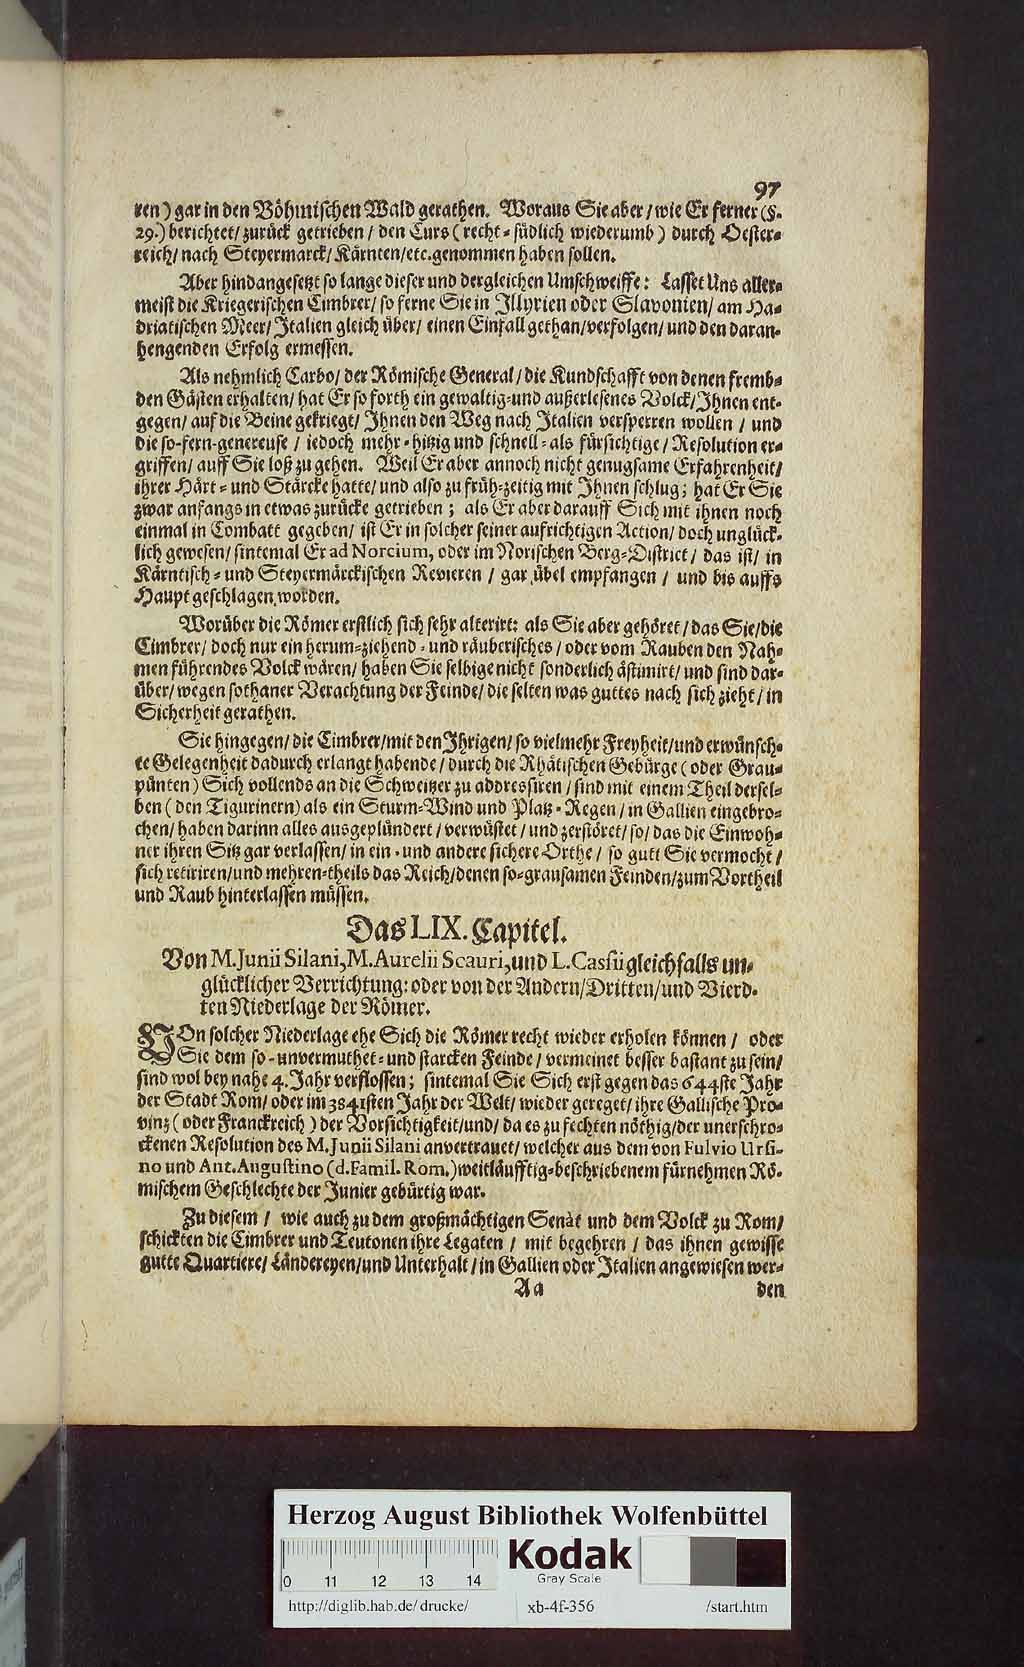 97
ren) gar in den Böhmischen Wald gerathen. Woraus Sie aber / wie Er ferner (§.
29.) berichtet / zurück getrieben / den Curs (recht-südlich wiederumb) durch Oester-
reich / nach Steyermarck / Kärnten / etc. genommen haben sollen.
Aber hindangesetzt so lange dieser und dergleichen Umschweiffe: Lasset Uns aller-
meist die Kriegerischen Cimbrer / so ferne Sie in Illyrien oder Slavonien / am Ha-
driatischen Meer / Italien gleich über / einen Einfall gethan / verfolgen / und den daran-
hengenden Erfolg ermessen.
Als nehmlich Carbo / der Römische General / die Kundschafft von denen fremb-
den Gästen erhalten / hat Er so forth ein gewaltig- und außerlesenes Volck / Ihnen ent-
gegen / auf die Beine gekriegt / Ihnen den Weg nach Italien versperren wollen / und
die so-fern-genereuse / iedoch mehr-hitzig und schnell-als fürsichtige / Resolution er-
griffen / auff Sie loß zu gehen. Weil Er aber annoch nicht genugsame Erfahrenheit /
ihrer Härt- und Stärcke hatte / und also zu früh-zeitig mit Ihnen schlug; hat Er Sie
zwar anfangs in etwas zurücke getrieben; als Er aber darauff Sich mit ihnen noch
einmal in Combatt gegeben / ist Er in solcher seiner aufrichtigen Action / doch unglück-
lich gewesen / sintemal Er ad Norcium, oder im Norischen Berg-District / das ist / in
Kärntisch- und Steyermärckischen Revieren / gar übel empfangen / und bis auffs
Haupt geschlagen worden.
Worüber die Römer erstlich sich sehr alterirt: als Sie aber gehöret / das Sie / die
Cimbrer / doch nur ein herum-ziehend- und räuberisches / oder vom Rauben den Nah-
men führendes Volck wären / haben Sie selbige nicht sonderlich ästimirt / und sind dar-
über / wegen sothaner Verachtung der Feinde / die selten was guttes nach sich zieht / in
Sicherheit gerathen.
Sie hingegen / die Cimbrer / mit den Ihrigen / so vielmehr Freyheit / und erwünsch-
te Gelegenheit dadurch erlangt habende / durch die Rhätischen Gebürge (oder Grau-
pünten) Sich vollends an die Schweitzer zu addressiren / sind mit einem Theil dersel-
ben (den Tigurinern) als ein Sturm-Wind und Platz-Regen / in Gallien eingebro-
chen / haben darinn alles ausgeplündert / verwüstet / und zerstöret / so / das die Einwoh-
ner ihren Sitz gar verlassen / in ein- und andere sichere Orthe / so gutt Sie vermocht /
sich retiriren / und mehren-theils das Reich / denen so-grausamen Feinden / zum Vortheil
und Raub hinterlassen müssen.
Das LIX. Capitel.
Von M. Junii Silani, M. Aurelii Scauri, und L. Cassii gleichfalls un-
glücklicher Verrichtung: oder von der Andern / Dritten / und Vierd-
ten Niederlage der Römer.
VOn solcher Niederlage ehe Sich die Römer recht wieder erholen können / oder
Sie dem so-unvermuthet- und starcken Feinde / vermeinet besser bastant zu sein /
sind wol bey nahe 4. Jahr verflossen; sintemal Sie Sich erst gegen das 644ste Jahr
der Stadt Rom / oder im 3841sten Jahr der Welt / wieder gereget / ihre Gallische Pro-
vintz (oder Franckreich) der Vorsichtigkeit / und / da es zu fechten nöthig / der unerschro-
ckenen Resolution des M. Junii Silani anvertrauet / welcher aus dem von Fulvio Ursi-
no und Ant. Augustino (d. Famil. Rom.) weitläufftig-beschriebenem fürnehmen Rö-
mischem Geschlechte der Junier gebürtig war.
Zu diesem / wie auch zu dem großmächtigen Senat und dem Volck zu Rom /
schickten die Cimbrer und Teutonen ihre Legaten / mit begehren / das ihnen gewisse
gutte Quartiere / Ländereyen / und Unterhalt / in Gallien oder Italien angewiesen wer-
Aa
den
Herzog August Bibliothek Wolfenbüttel
0 11 12 13 14
Kodak
Gray Scale
http://diglib.hab.de/drucke/ xb-4f-356 /start.htm